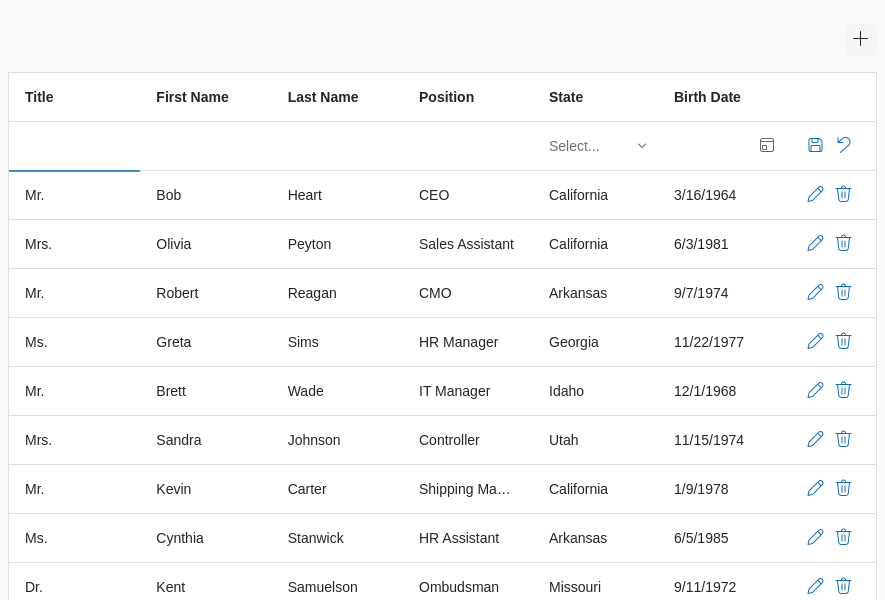 Title First Name Last Name Position State Birth Date
Select...
Mr. Bob Heart CEO California 3/16/1964
Mrs. Olivia Peyton Sales Assistant California 6/3/1981
Mr. Robert Reagan CMO Arkansas 9/7/1974
Ms. Greta Sims HR Manager Georgia 11/22/1977
Mr. Brett Wade IT Manager Idaho 12/1/1968
Mrs. Sandra Johnson Controller Utah 11/15/1974
Mr. Kevin Carter Shipping Ma... California 1/9/1978
Ms. Cynthia Stanwick HR Assistant Arkansas 6/5/1985
Dr. Kent Samuelson Ombudsman Missouri 9/11/1972